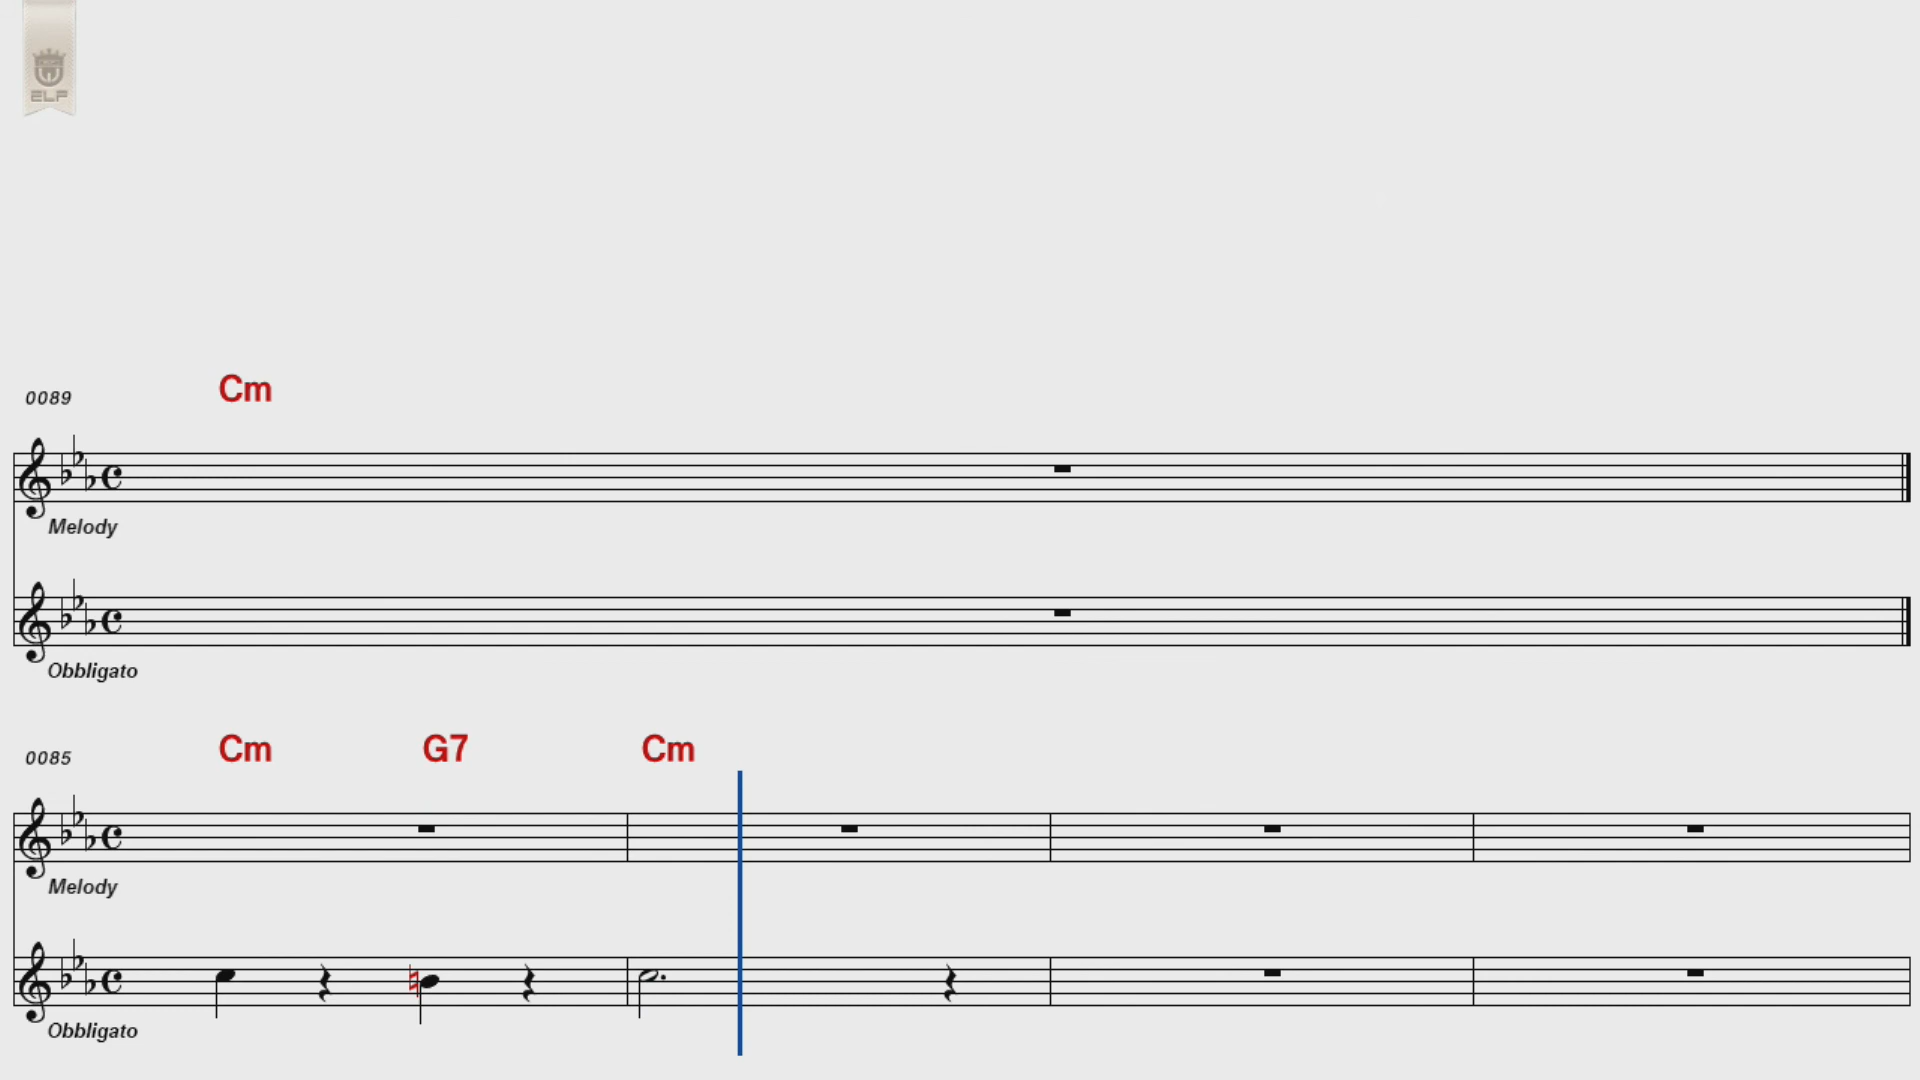 ELF
0089 Cm
Melody
Obbligato
0085 Cm G7 Cm
Melody
Obbligato